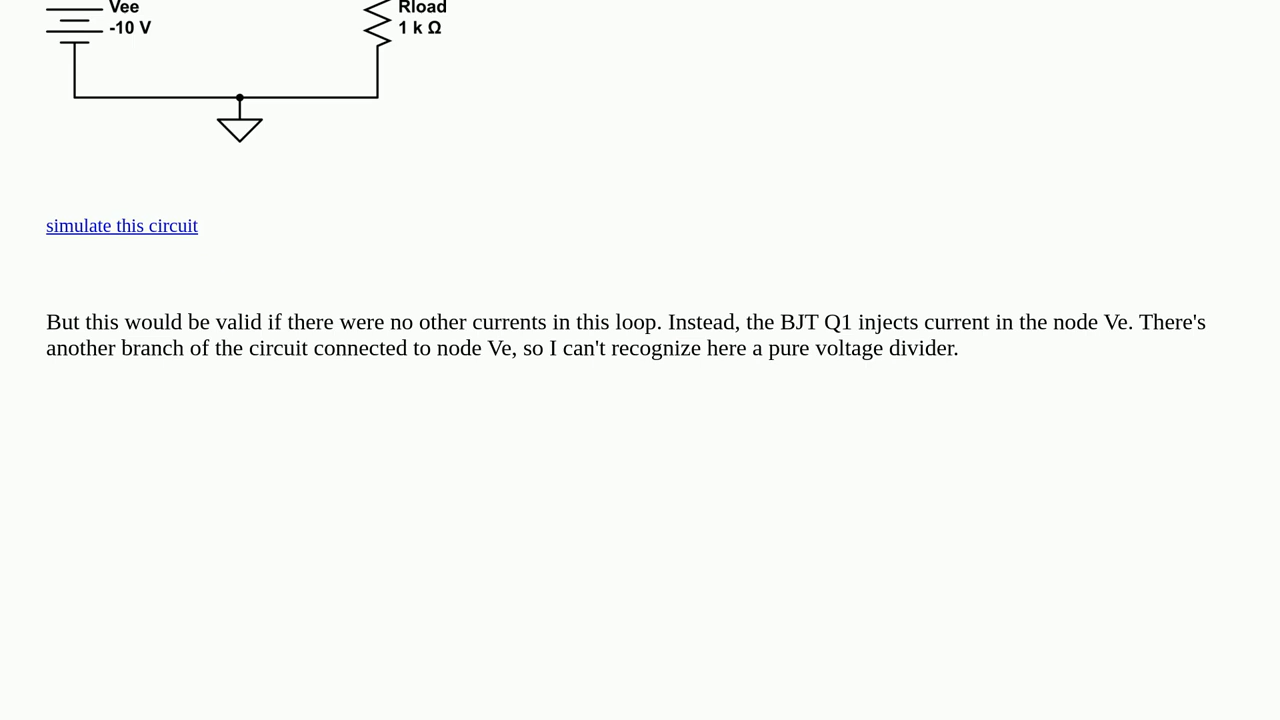 Vee
-10 V
Rload
1 k Ω
simulate this circuit
But this would be valid if there were no other currents in this loop. Instead, the BJT Q1 injects current in the node Ve. There's
another branch of the circuit connected to node Ve, so I can't recognize here a pure voltage divider.